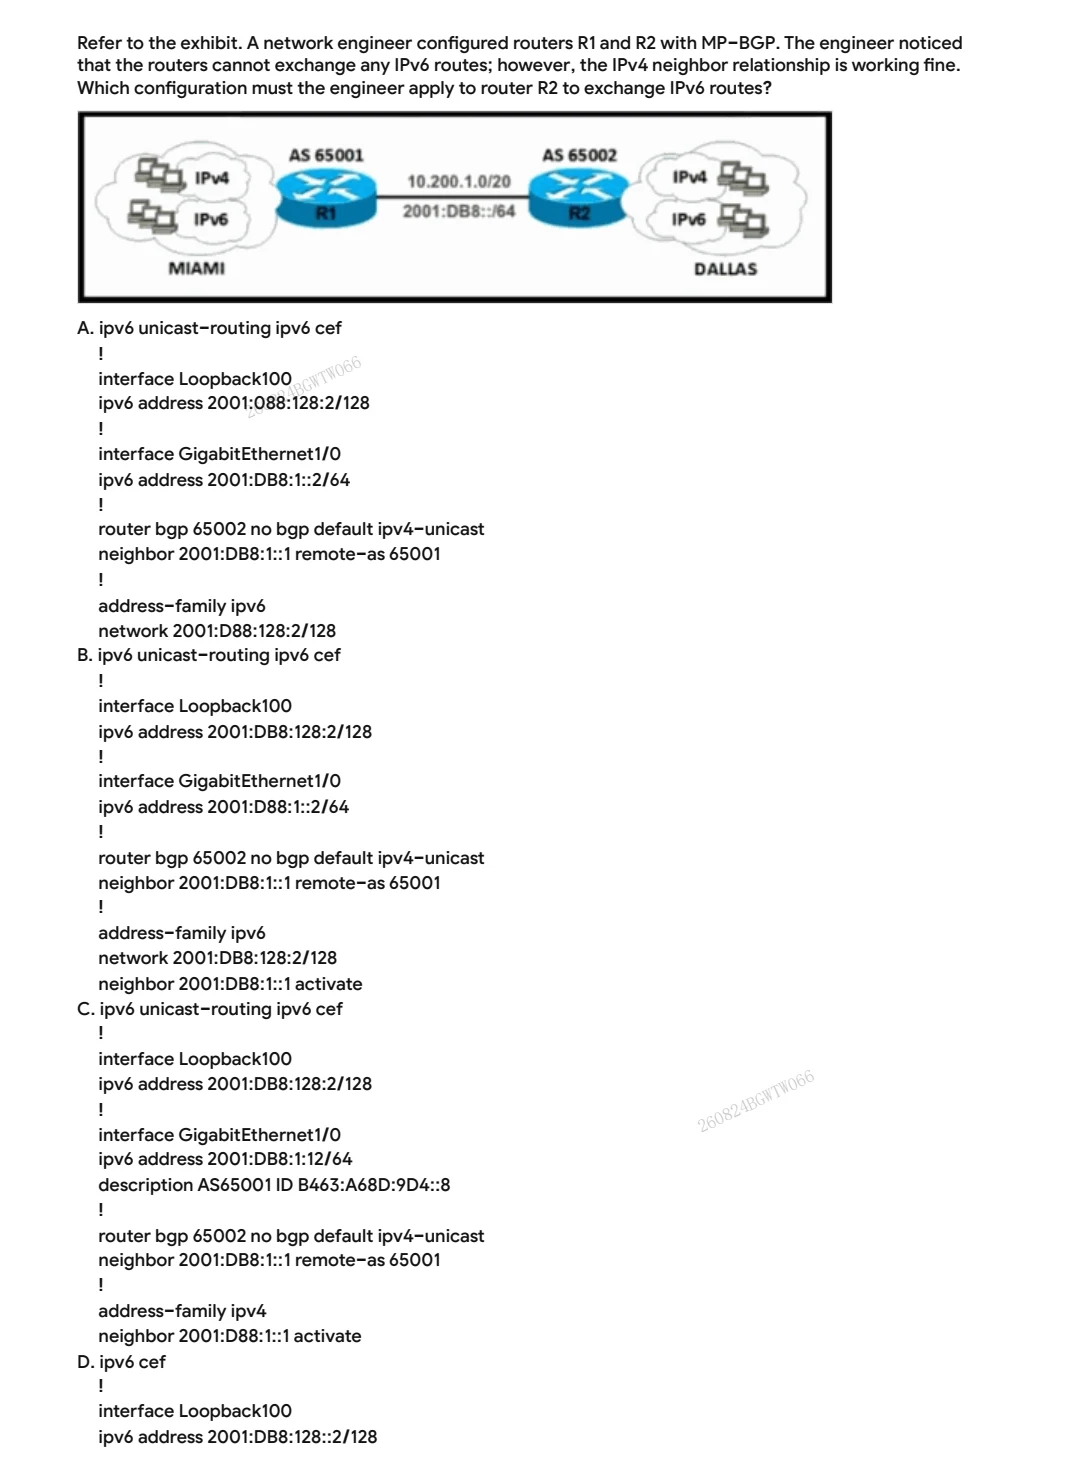 Refer to the exhibit. A network engineer configured routers R1 and R2 with MP-BGP. The engineer noticed
that the routers cannot exchange any IPv6 routes; however, the IPv4 neighbor relationship is working fine.
Which configuration must the engineer apply to router R2 to exchange IPv6 routes?
AS 65001
AS 65002
IPv4
10.200.1.0/20
IPv4
IPv6
R1
2001:DB8::/64
R2
IPv6
MIAMI
DALLAS
A. ipv6 unicast-routing ipv6 cef
!
interface Loopback100
ipv6 address 2001:O88:128:2/128
!
interface GigabitEthernet1/0
ipv6 address 2001:DB8:1::2/64
!
router bgp 65002 no bgp default ipv4-unicast
neighbor 2001:DB8:1::1 remote-as 65001
!
address-family ipv6
network 2001:D88:128:2/128
B. ipv6 unicast-routing ipv6 cef
!
interface Loopback100
ipv6 address 2001:DB8:128:2/128
!
interface GigabitEthernet1/0
ipv6 address 2001:D88:1::2/64
!
router bgp 65002 no bgp default ipv4-unicast
neighbor 2001:DB8:1::1 remote-as 65001
!
address-family ipv6
network 2001:DB8:128:2/128
neighbor 2001:DB8:1::1 activate
C. ipv6 unicast-routing ipv6 cef
!
interface Loopback100
ipv6 address 2001:DB8:128:2/128
!
interface GigabitEthernet1/0
ipv6 address 2001:DB8:1:12/64
description AS65001 ID B463:A68D:9D4::8
!
router bgp 65002 no bgp default ipv4-unicast
neighbor 2001:DB8:1::1 remote-as 65001
!
address-family ipv4
neighbor 2001:D88:1::1 activate
260824BGWTW066
D. ipv6 cef
!
interface Loopback100
ipv6 address 2001:DB8:128::2/128